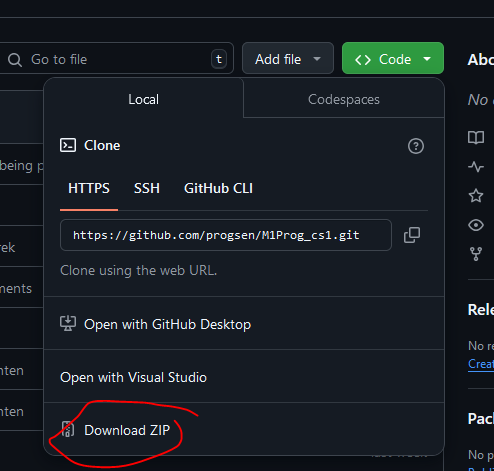 Go to file
t
Add file
Code
Abo
Local
Codespaces
No
Clone
being p
HTTPS
SSH
GitHub CLI
rek
https://github.com/progsen/M1Prog_cs1.git
Clone using the web URL.
ments
Open with GitHub Desktop
Rele
No re
Creat
nten
Open with Visual Studio
nten
Download ZIP
Pac
No p